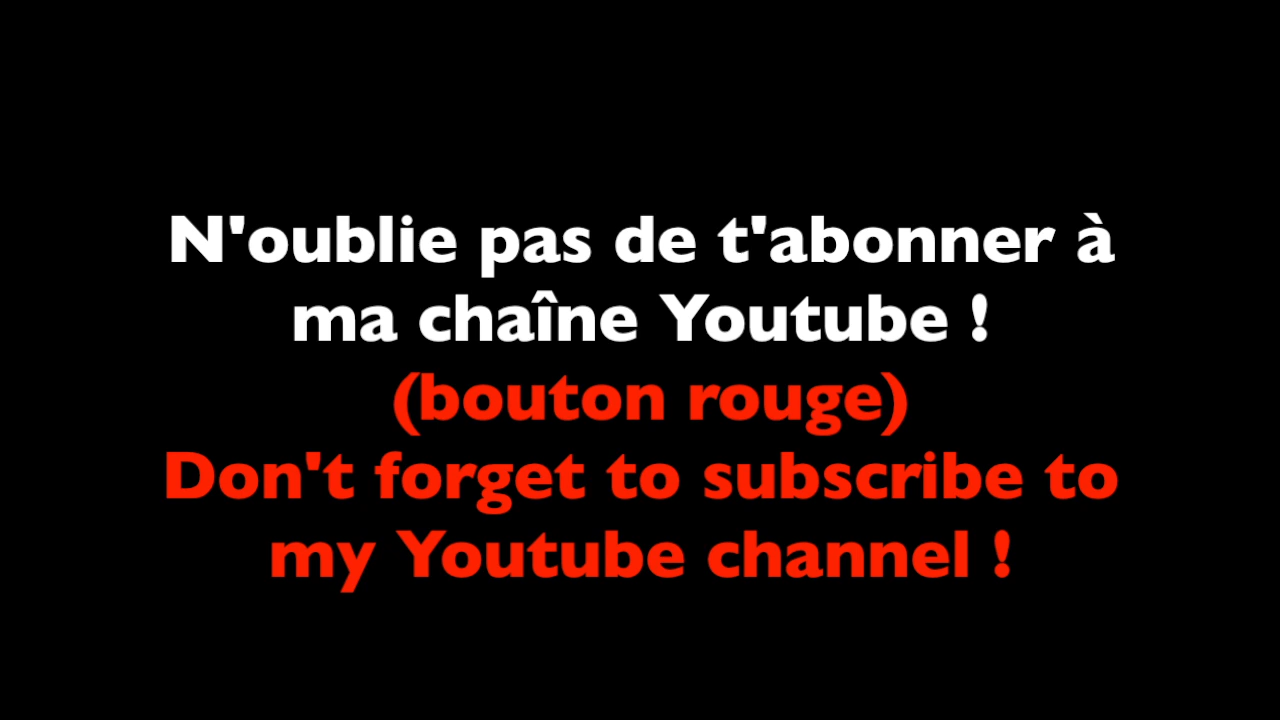 N'oublie pas de t'abonner à
ma chaîne Youtube !
(bouton rouge)
Don't forget to subscribe to
my Youtube channel !